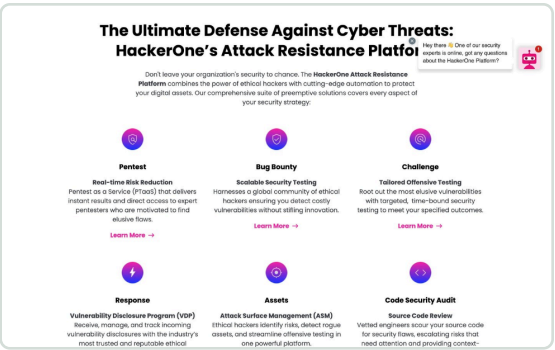 The Ultimate Defense Against Cyber Threats:
HackerOne's Attack Resistance Platfo
Hey there 👋 One of our security
experts is online, got any questions
about the HackerOne Platform?
Don't leave your organization's security to chance. The HackerOne Attack Resistance
Platform combines the power of ethical hackers with cutting-edge automation to protect
your digital assets. Our comprehensive suite of preemptive solutions covers every aspect of
your security strategy:
Pentest
Real-time Risk Reduction
Pentest as a Service (PTaaS) that delivers
instant results and direct access to expert
pentesters who are motivated to find
elusive flaws.
Learn More →
Bug Bounty
Scalable Security Testing
Harnesses a global community of ethical
hackers ensuring you detect costly
vulnerabilities without stifling innovation.
Learn More →
Challenge
Tailored Offensive Testing
Root out the most elusive vulnerabilities
with targeted, time-bound security
testing to meet your specified outcomes.
Learn More →
Response
Vulnerability Disclosure Program (VDP)
Receive, manage, and track incoming
vulnerability disclosures with the industry's
most trusted and reputable ethical
Assets
Attack Surface Management (ASM)
Ethical hackers identify risks, detect rogue
assets, and streamline offensive testing in
one powerful platform.
Code Security Audit
Source Code Review
Vetted engineers scour your source code
for security flaws, escalating risks that
need attention and providing context-